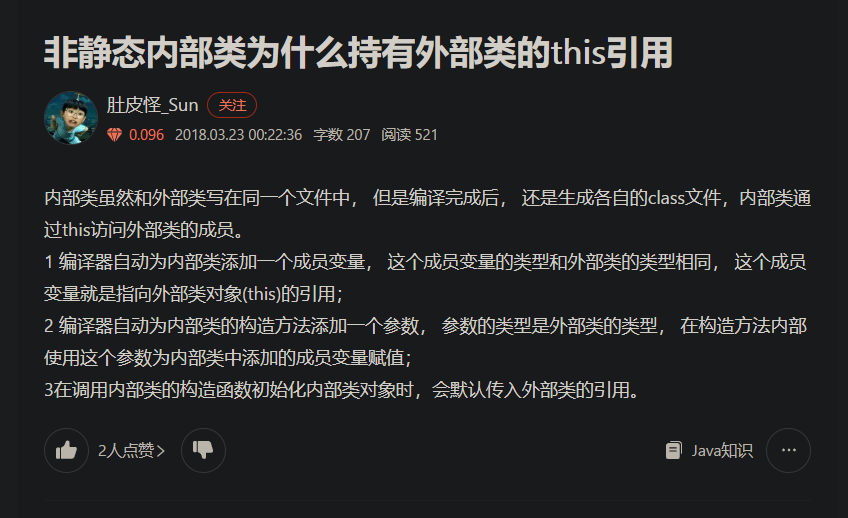 非静态内部类为什么持有外部类的this引用
肚皮怪_Sun 关注
0.096 2018.03.23 00:22:36 字数 207 阅读 521
内部类虽然和外部类写在同一个文件中， 但是编译完成后， 还是生成各自的class文件，内部类通
过this访问外部类的成员。
1 编译器自动为内部类添加一个成员变量， 这个成员变量的类型和外部类的类型相同， 这个成员
变量就是指向外部类对象(this)的引用；
2 编译器自动为内部类的构造方法添加一个参数， 参数的类型是外部类的类型， 在构造方法内部
使用这个参数为内部类中添加的成员变量赋值；
3在调用内部类的构造函数初始化内部类对象时，会默认传入外部类的引用。
2人点赞> Java知识